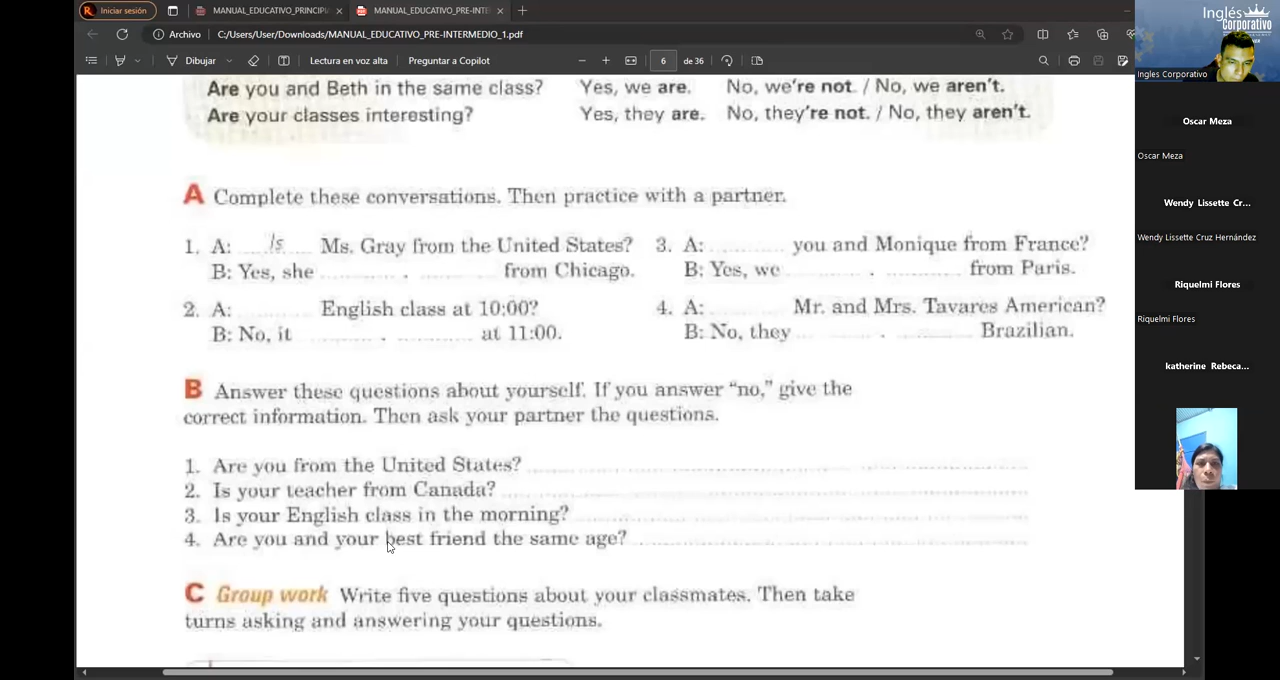 Iniciar sesión
MANUAL_EDUCATIVO_PRINCIPI
MANUAL_EDUCATIVO_PRE-INTE
Archivo
C:/Users/User/Downloads/MANUAL_EDUCATIVO_PRE-INTERMEDIO_1.pdf
Dibujar
Lectura en voz alta
Preguntar a Copilot
6
de 36
Are you and Beth in the same class? Yes, we are. No, we're not. / No, we aren't.
Are your classes interesting? Yes, they are. No, they're not. / No, they aren't.
A Complete these conversations. Then practice with a partner.
1. A: Is Ms. Gray from the United States?
B: Yes, she . from Chicago.
2. A: English class at 10:00?
B: No, it . at 11:00.
3. A: you and Monique from France?
B: Yes, we . from Paris.
4. A: Mr. and Mrs. Tavares American?
B: No, they . Brazilian.
B Answer these questions about yourself. If you answer “no,” give the
correct information. Then ask your partner the questions.
1. Are you from the United States?
2. Is your teacher from Canada?
3. Is your English class in the morning?
4. Are you and your best friend the same age?
C Group work Write five questions about your classmates. Then take
turns asking and answering your questions.
Inglés
Corporativo
Ingles Corporativo
Oscar Meza
Oscar Meza
Wendy Lissette Cr...
Wendy Lissette Cruz Hernández
Riquelmi Flores
Riquelmi Flores
katherine Rebeca...